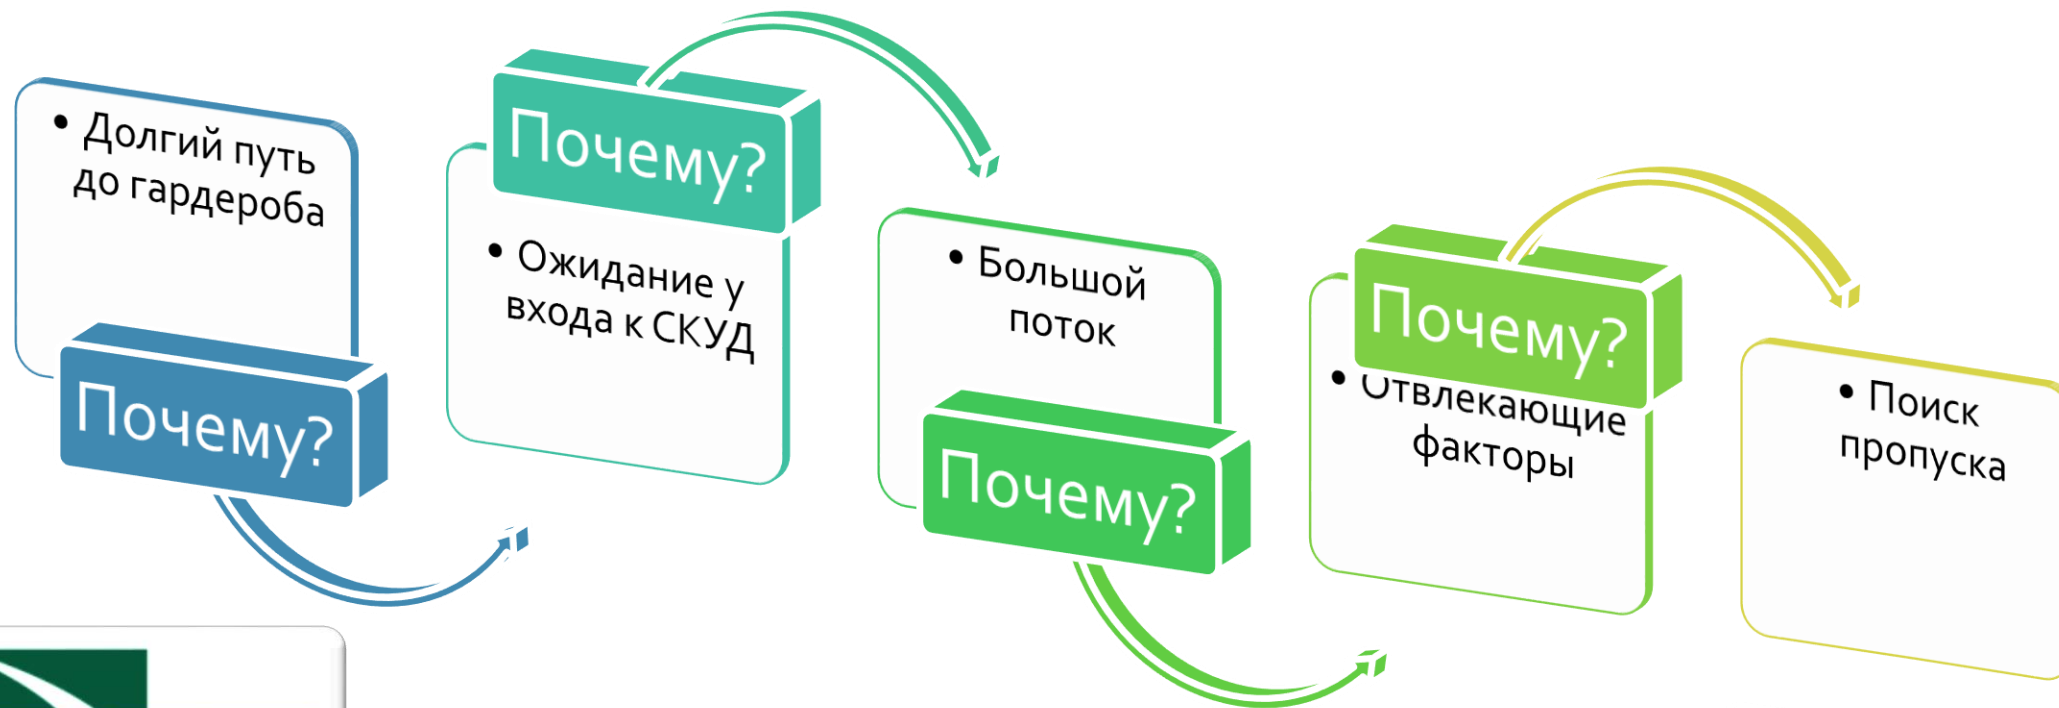 • Долгий путь
до гардероба
Почему?
Почему?
• Ожидание у
входа к СКУД
• Большой
поток
Почему?
Почему?
• Отвлекающие
факторы
• Поиск
пропуска